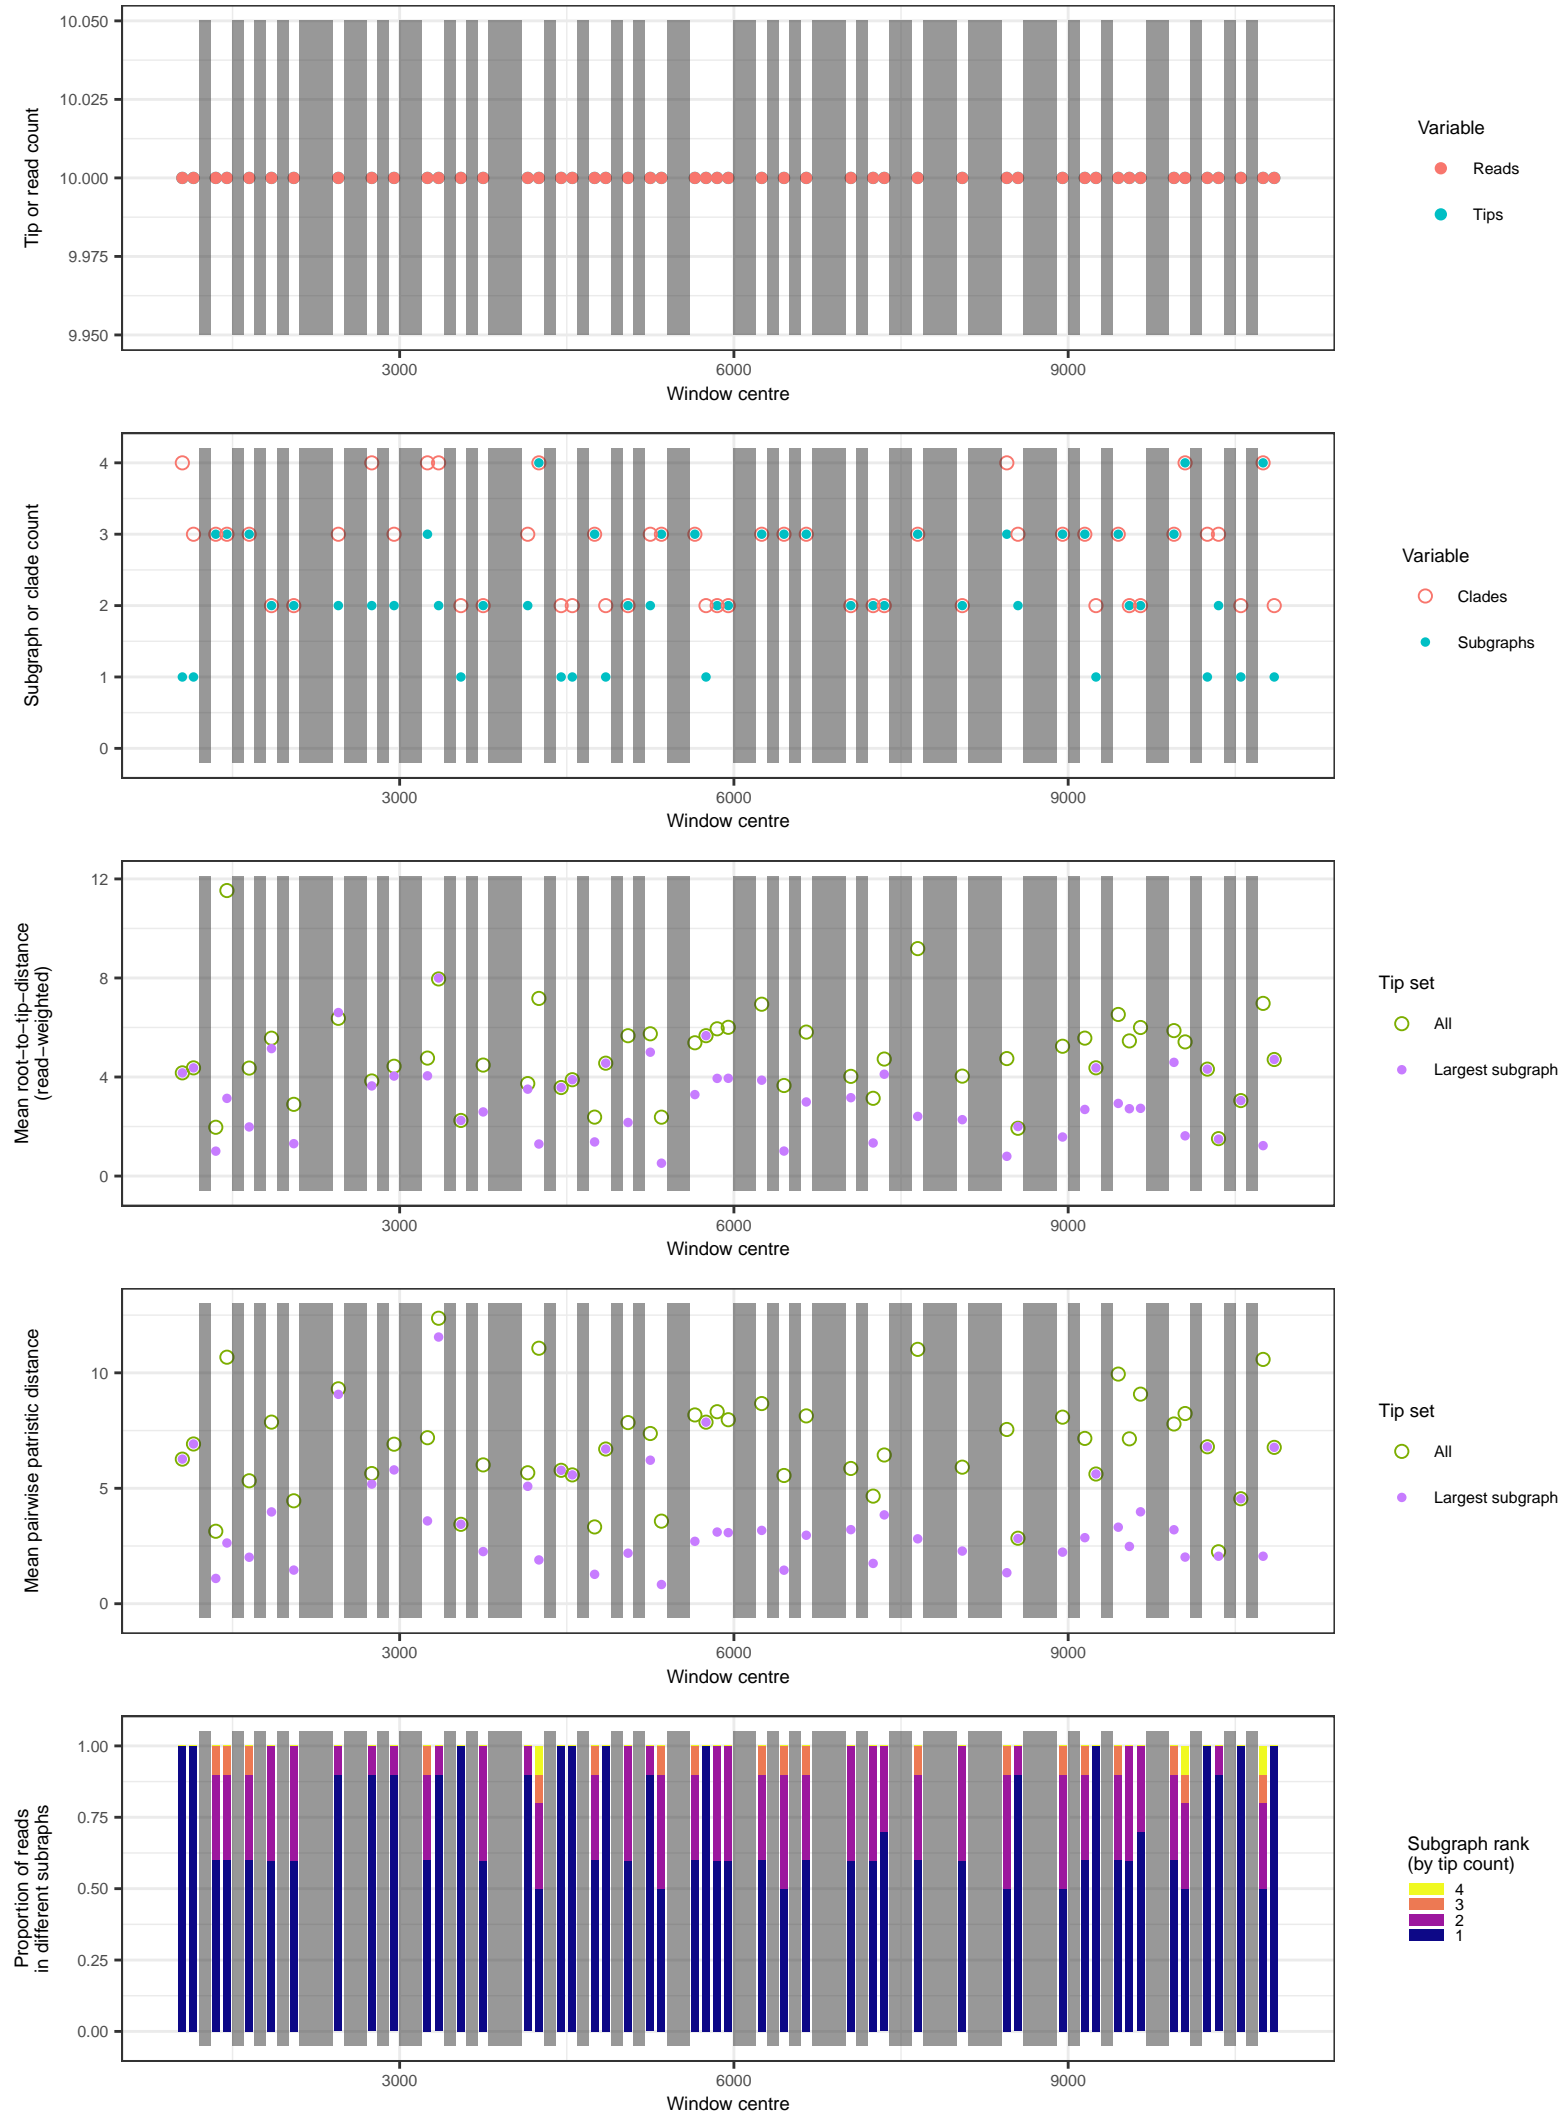 10.050
10.025
10.000
9.975
9.950
Tip or read count
3000
6000
9000
Window centre
Variable
Reads
Tips
4
3
2
1
0
Subgraph or clade count
3000
6000
9000
Window centre
Variable
Clades
Subgraphs
12
8
4
0
Mean root−to−tip−distance
(read−weighted)
3000
6000
9000
Window centre
Tip set
All
Largest subgraph
10
5
0
Mean pairwise patristic distance
3000
6000
9000
Window centre
Tip set
All
Largest subgraph
1.00
0.75
0.50
0.25
0.00
Proportion of reads
in different subraphs
3000
6000
9000
Window centre
Subgraph rank
(by tip count)
4
3
2
1